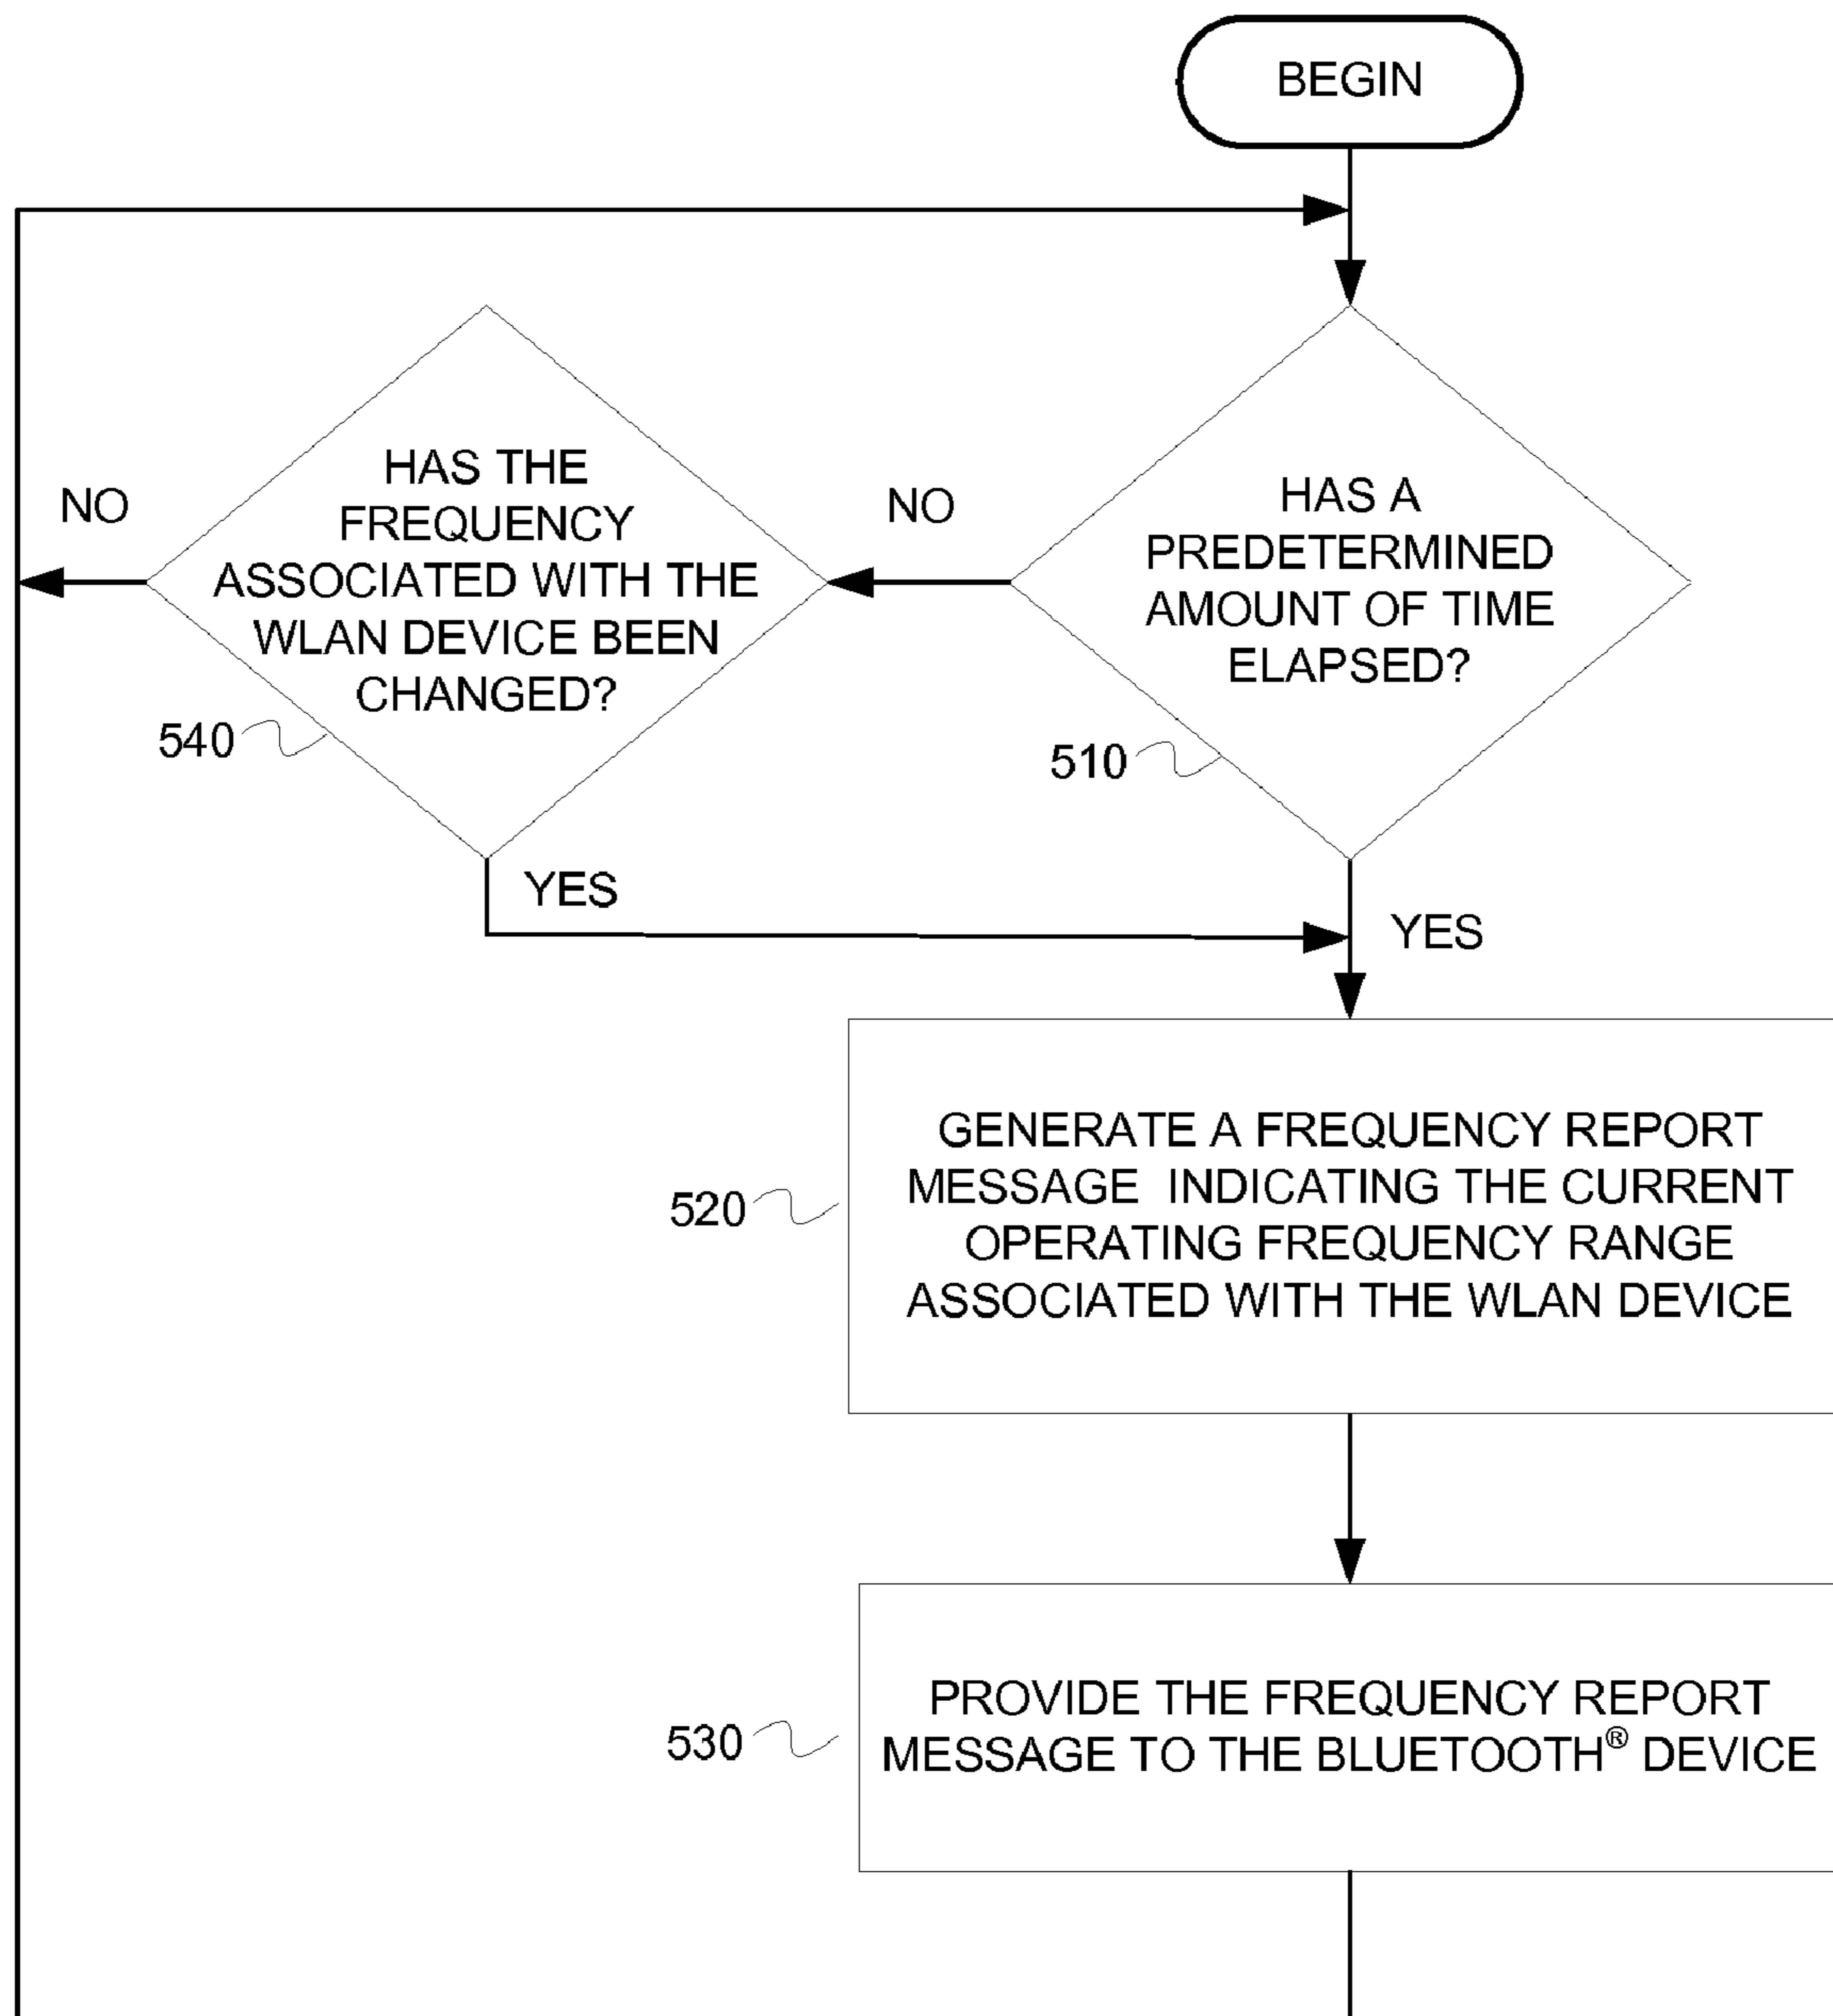 BEGIN
HAS A
PREDETERMINED
AMOUNT OF TIME
ELAPSED?
510
NO
HAS THE
FREQUENCY
ASSOCIATED WITH THE
WLAN DEVICE BEEN
CHANGED?
540
NO
YES
YES
GENERATE A FREQUENCY REPORT
MESSAGE INDICATING THE CURRENT
OPERATING FREQUENCY RANGE
ASSOCIATED WITH THE WLAN DEVICE
520
PROVIDE THE FREQUENCY REPORT
MESSAGE TO THE BLUETOOTH® DEVICE
530